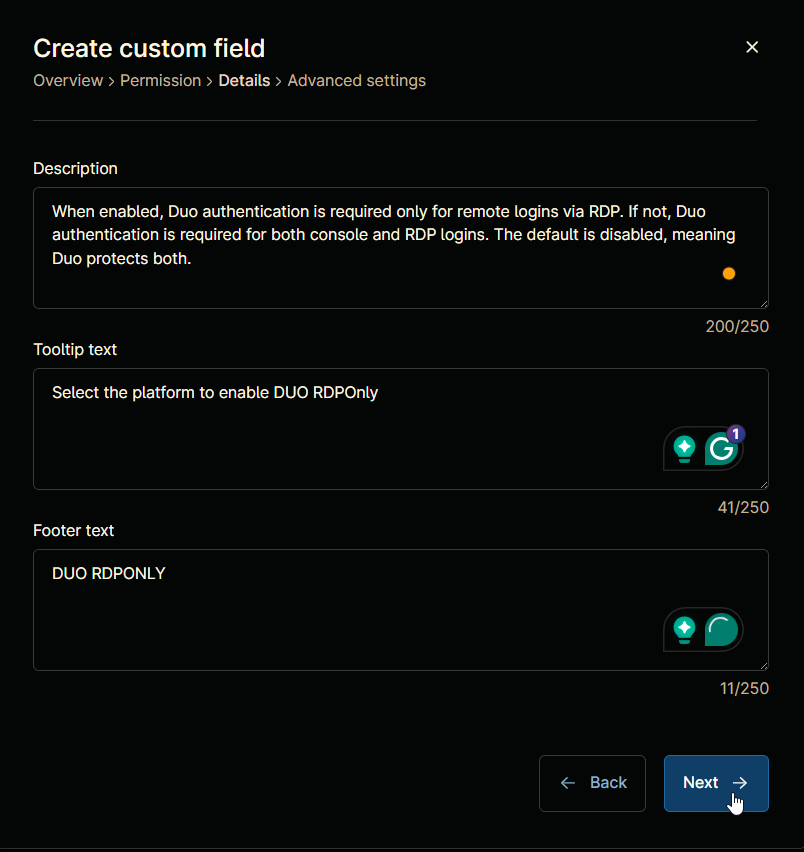 Create custom field
Overview > Permission > Details > Advanced settings
Description
When enabled, Duo authentication is required only for remote logins via RDP. If not, Duo
authentication is required for both console and RDP logins. The default is disabled, meaning
Duo protects both.
200/250
Tooltip text
Select the platform to enable DUO RDPOnly
1
41/250
Footer text
DUO RDPONLY
11/250
Back
Next